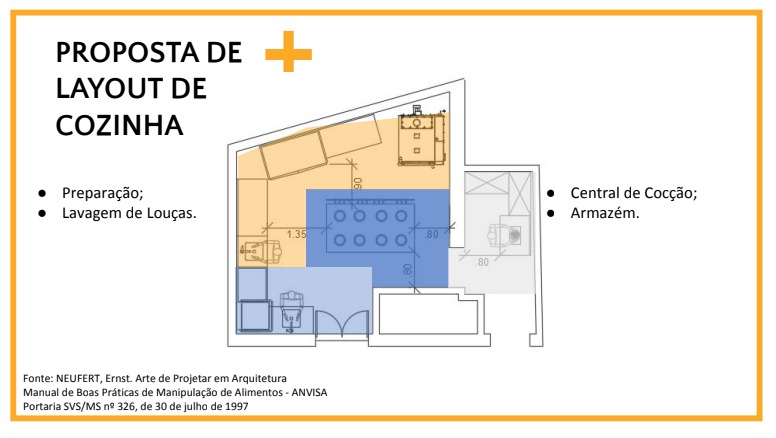 PROPOSTA DE
LAYOUT DE
COZINHA
● Preparação;
● Lavagem de Louças.
● Central de Cocção;
● Armazém.
.90
1.35
.80
.80
.80
Fonte: NEUFERT, Ernst. Arte de Projetar em Arquitetura
Manual de Boas Práticas de Manipulação de Alimentos - ANVISA
Portaria SVS/MS nº 326, de 30 de julho de 1997